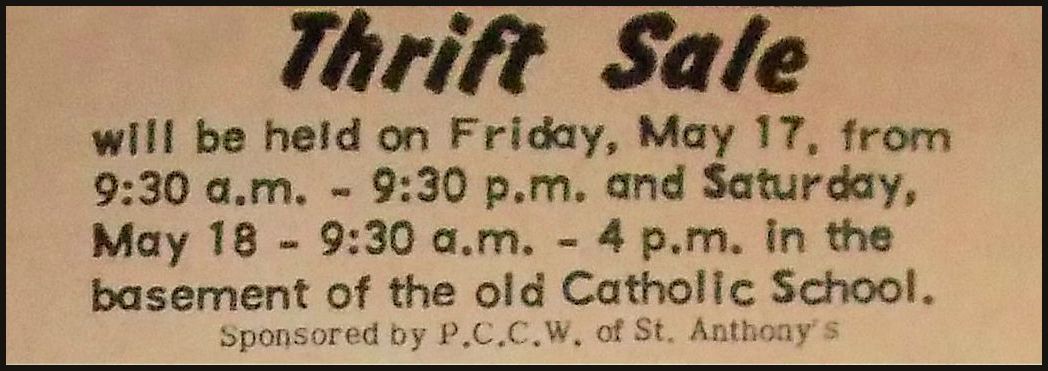 Thrift Sale
will be held on Friday, May 17, from
9:30 a.m. - 9:30 p.m. and Saturday,
May 18 - 9:30 a.m. - 4 p.m. in the
basement of the old Catholic School.
Sponsored by P.C.C.W. of St. Anthony's